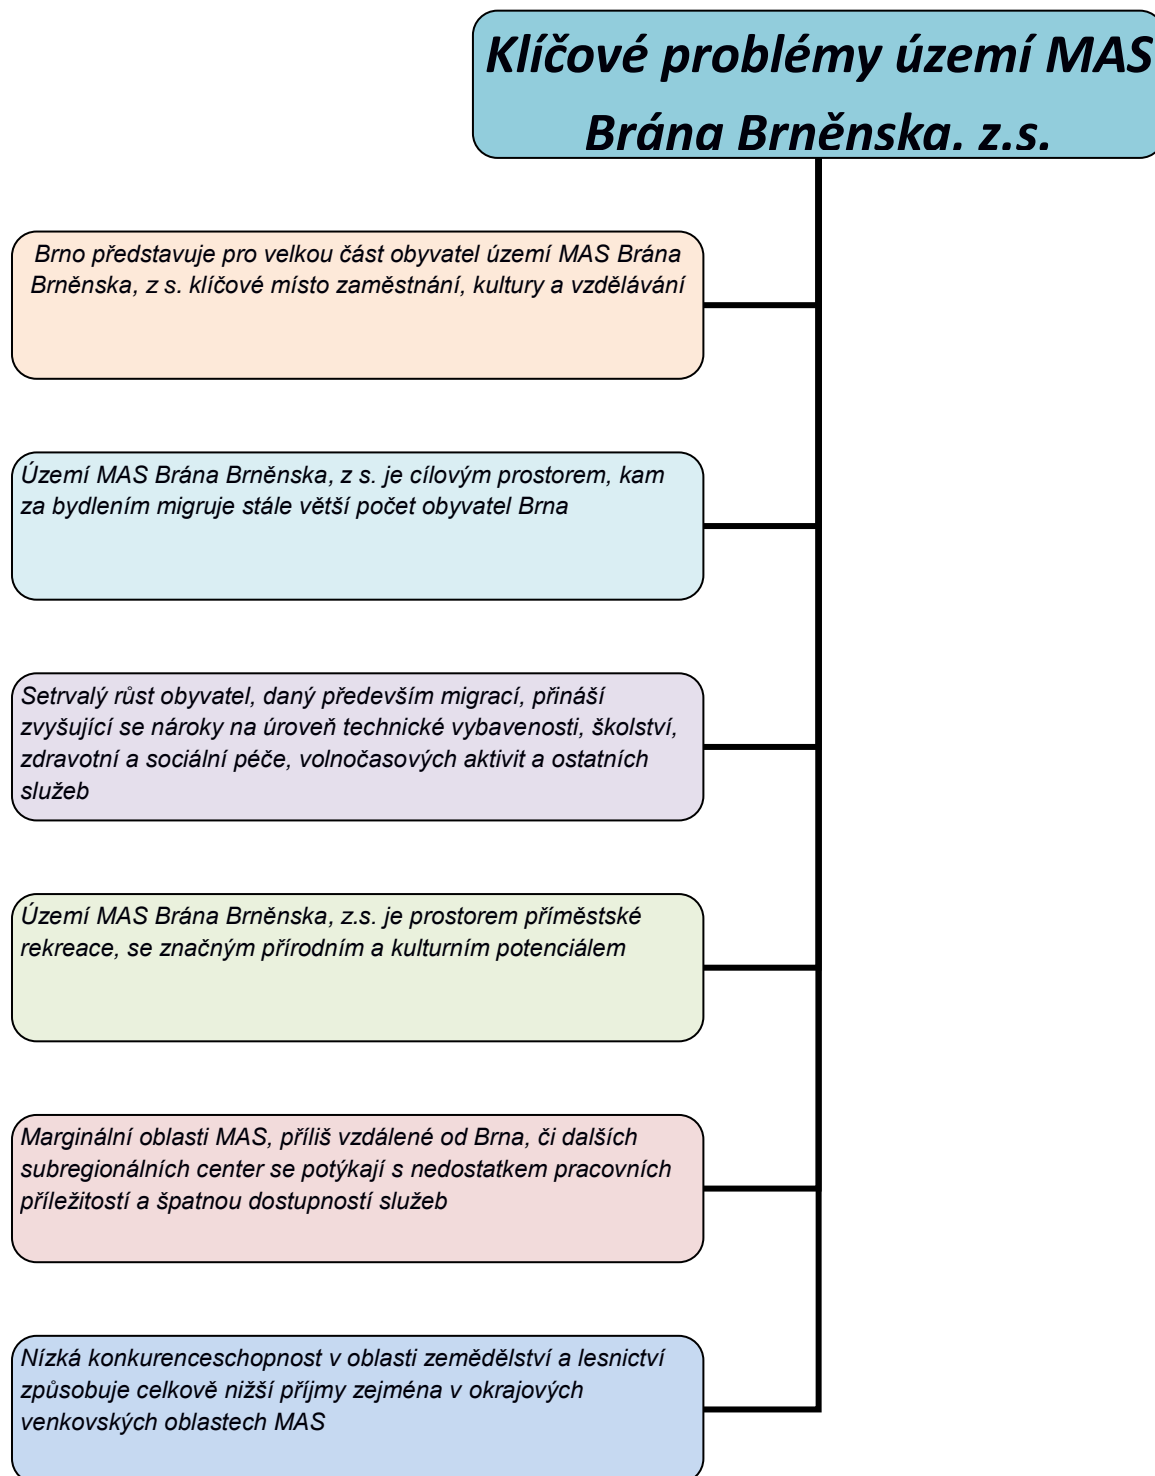 Klíčové problémy území MAS
Brána Brněnska, z.s.
Brno představuje pro velkou část obyvatel území MAS Brána
Brněnska, z s. klíčové místo zaměstnání, kultury a vzdělávání
Území MAS Brána Brněnska, z s. je cílovým prostorem, kam
za bydlením migruje stále větší počet obyvatel Brna
Setrvalý růst obyvatel, daný především migrací, přináší
zvyšující se nároky na úroveň technické vybavenosti, školství,
zdravotní a sociální péče, volnočasových aktivit a ostatních
služeb
Území MAS Brána Brněnska, z.s. je prostorem příměstské
rekreace, se značným přírodním a kulturním potenciálem
Marginální oblasti MAS, příliš vzdálené od Brna, či dalších
subregionálních center se potýkají s nedostatkem pracovních
příležitostí a špatnou dostupností služeb
Nízká konkurenceschopnost v oblasti zemědělství a lesnictví
způsobuje celkově nižší příjmy zejména v okrajových
venkovských oblastech MAS